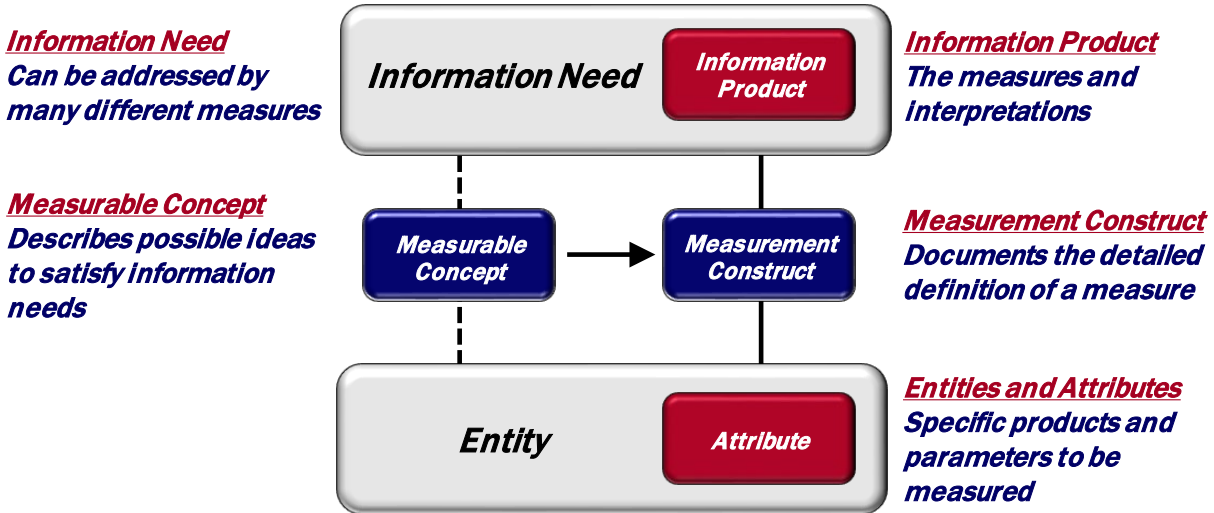 Information Need
Can be addressed by
many different measures
Measurable Concept
Describes possible ideas
to satisfy information
needs
Information Need
Information
Product
Measurable
Concept
Measurement
Construct
Entity
Attribute
Information Product
The measures and
interpretations
Measurement Construct
Documents the detailed
definition of a measure
Entities and Attributes
Specific products and
parameters to be
measured